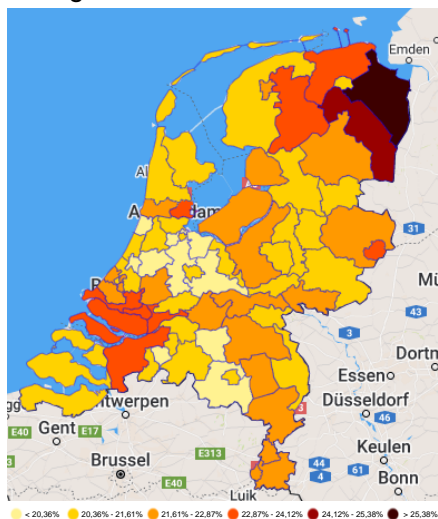 Emden
Al
A
dam
31
R
Mü
43
3
Dortm
Essen
twerpen
Düsseldorf
46
E40
E17
Gent
E313
3
Keulen
44
4
61
Brussel
Bonn
E40
Luik
< 20,36% 20,36% - 21,61% 21,61% - 22,87% 22,87% - 24,12% 24,12% - 25,38% > 25,38%